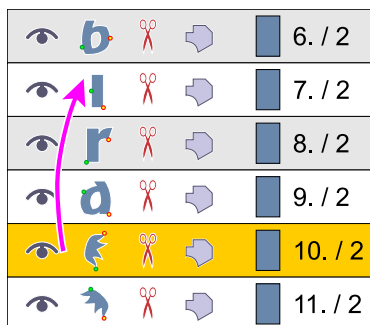 b 6. / 2
l 7. / 2
r 8. / 2
d 9. / 2
10. / 2
11. / 2